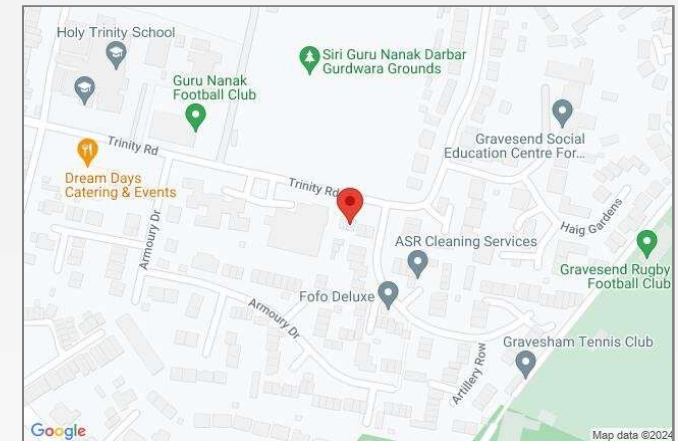 Holy Trinity School
Siri Guru Nanak Darbar
Gurdwara Grounds
Guru Nanak
Football Club
Gravesend Social
Education Centre For...
Trinity Rd
Dream Days
Catering & Events
Trinity Rd
Haig Gardens
Armoury Dr
ASR Cleaning Services
Gravesend Rugby
Football Club
Fofo Deluxe
Armoury Dr
Gravesham Tennis Club
Artillery Row
Google
Map data ©2024